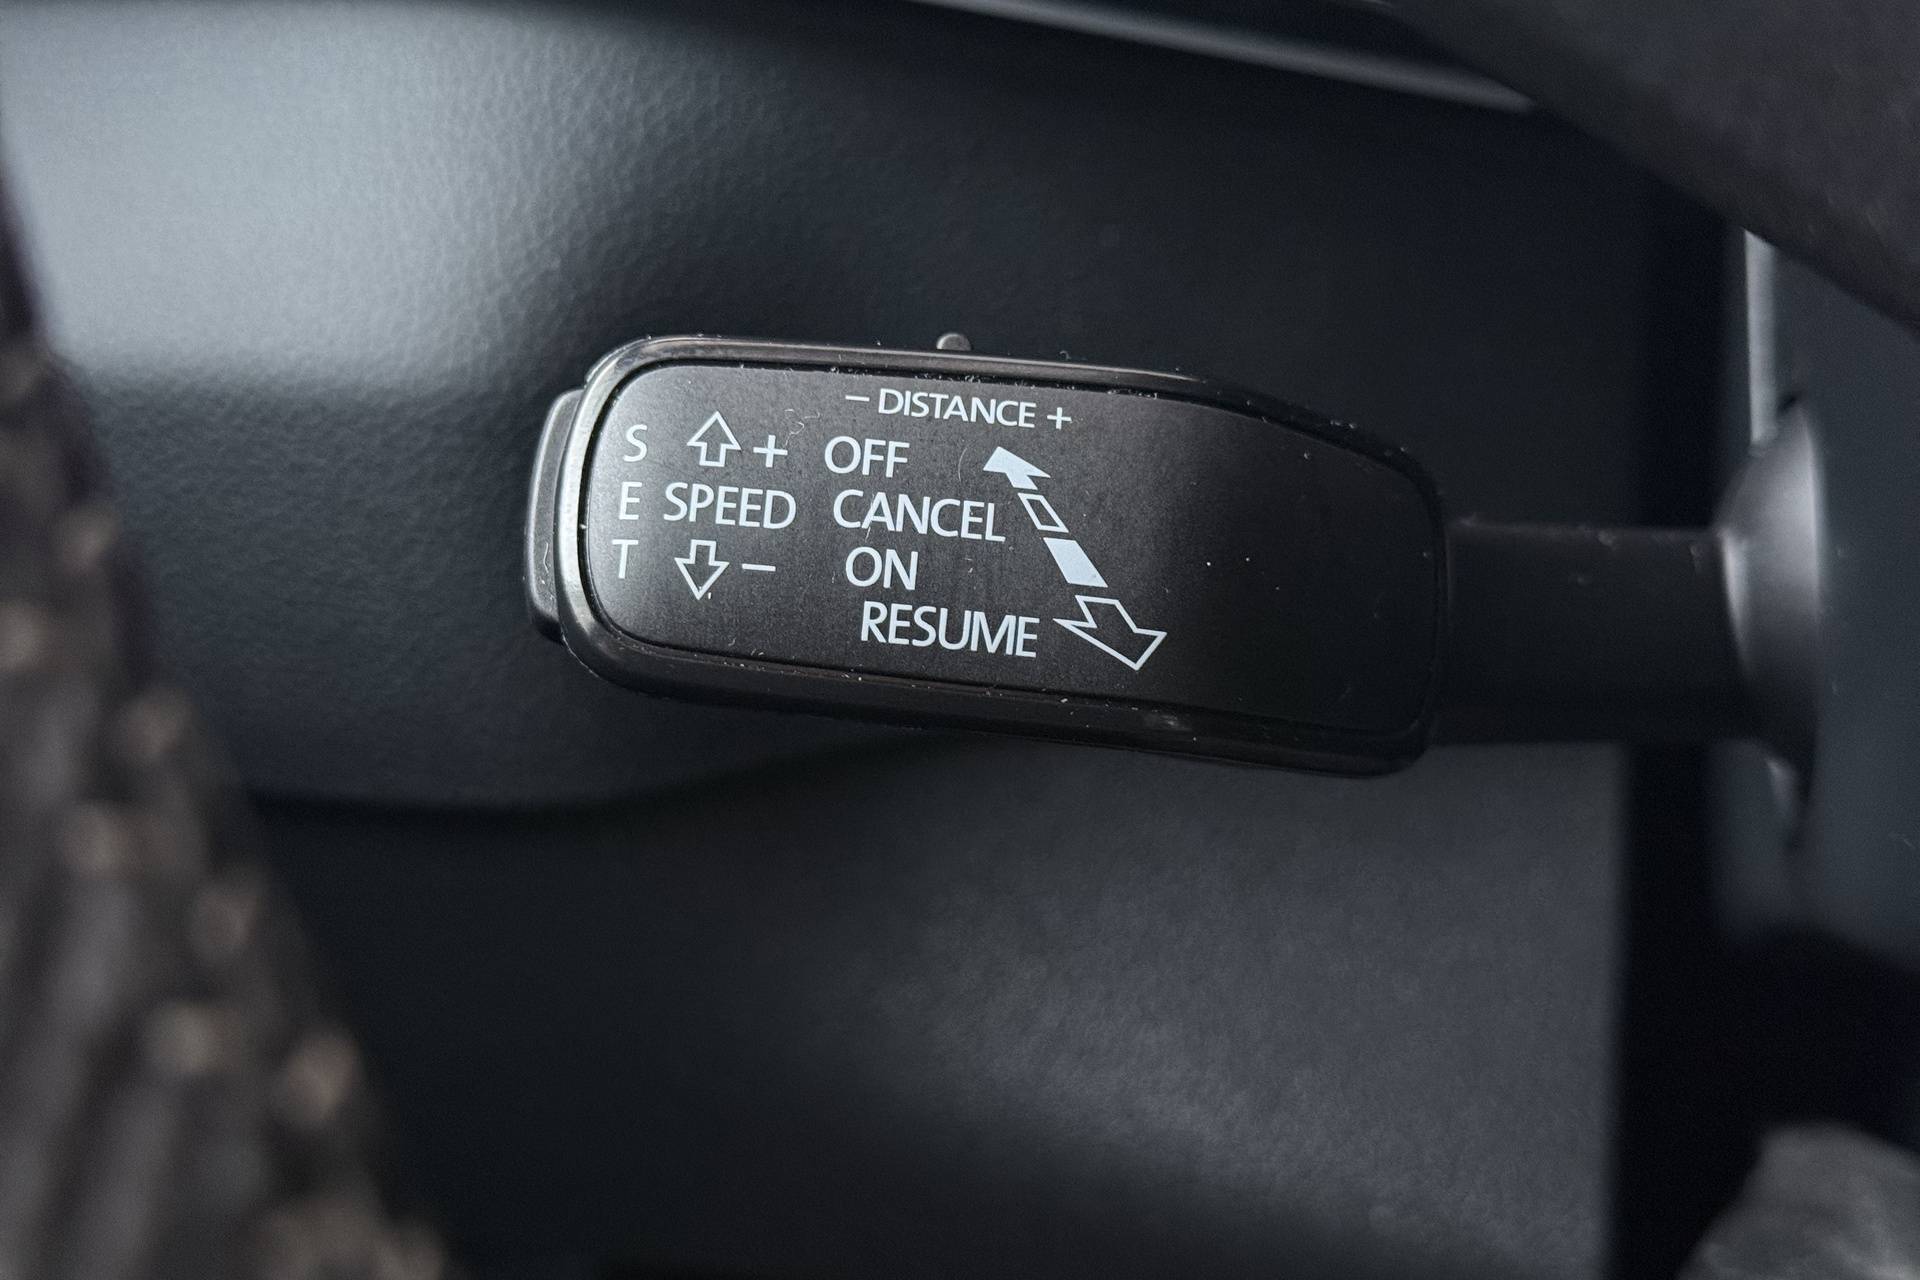 – DISTANCE +
S + OFF
E SPEED CANCEL
T – ON
RESUME